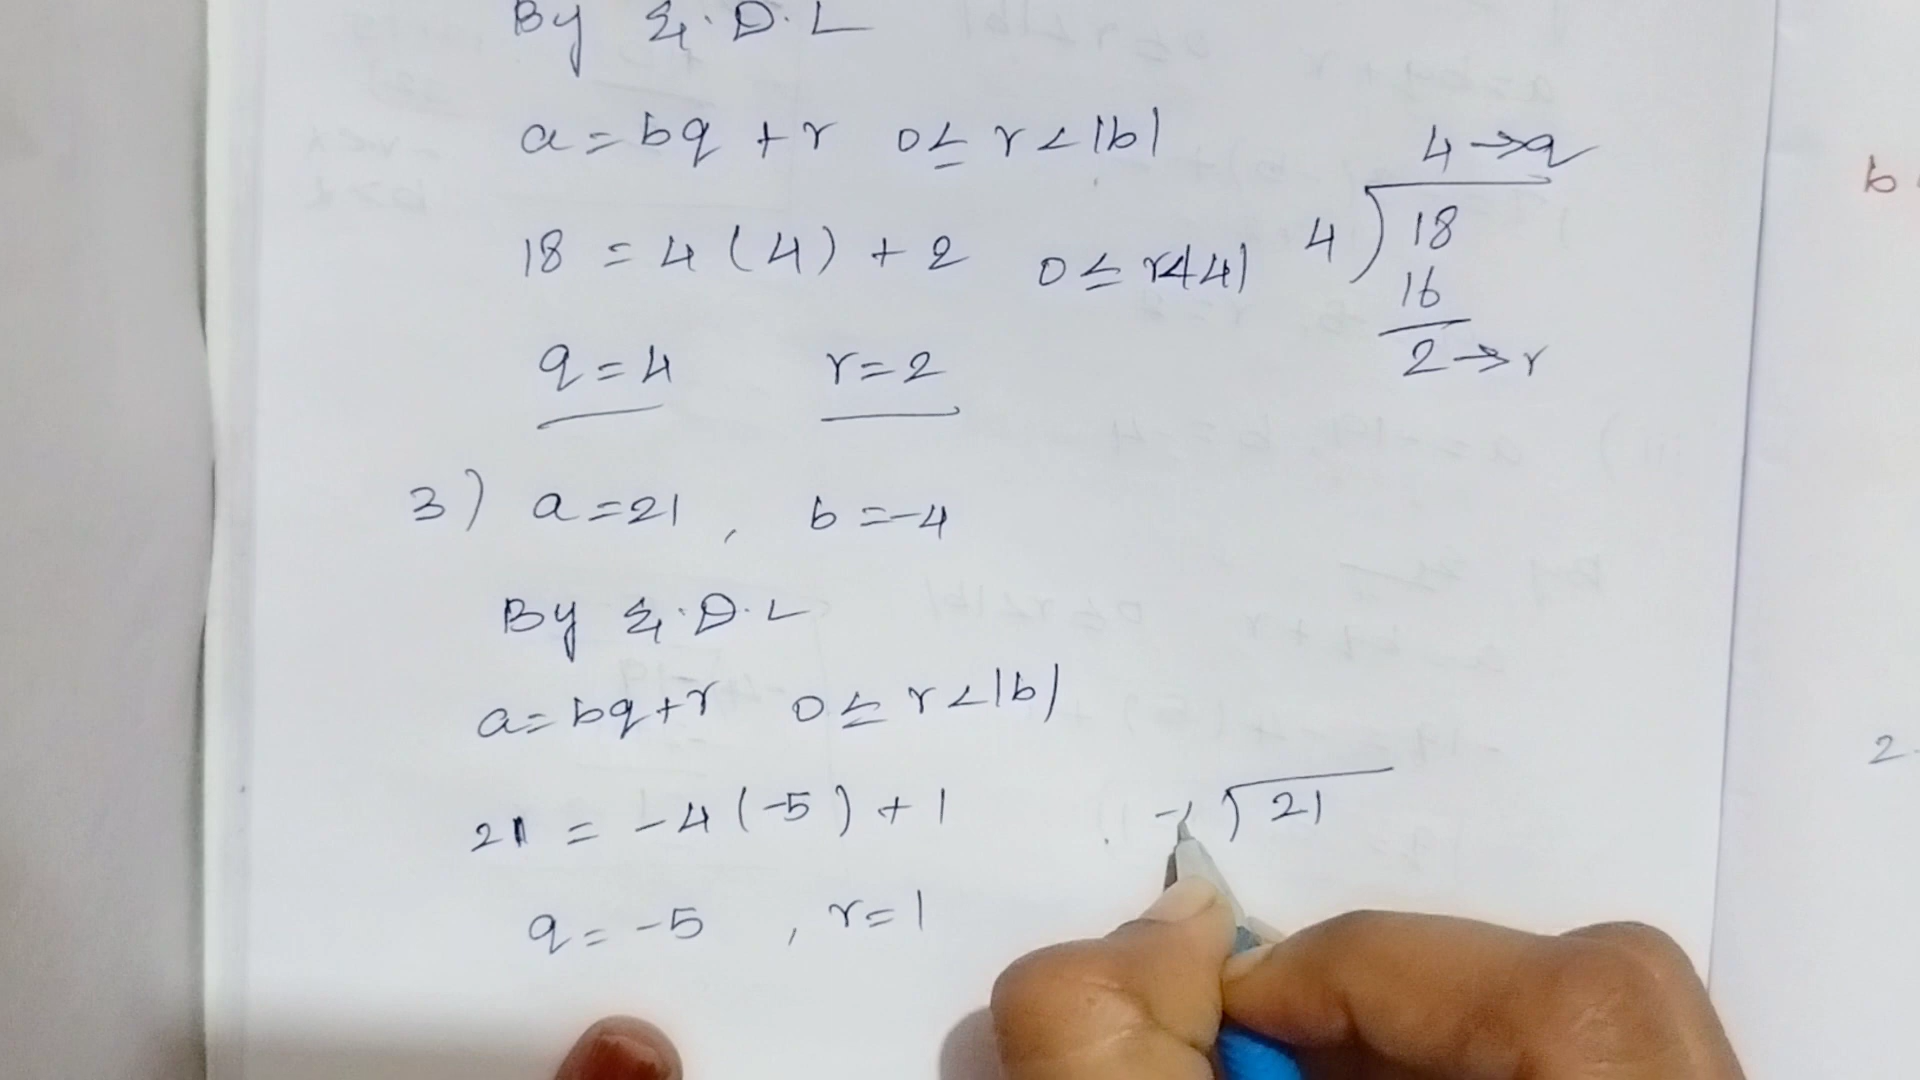 By E.D.L
a = bq + r 0 ≤ r < |b|
18 = 4 ( 4 ) + 2 0 ≤ r < |4|
q = 4 r = 2
4 → q
4 ) 18
16
2 → r
3) a = 21 , b = -4
By E.D.L
a = bq + r 0 ≤ r < |b|
21 = -4 ( -5 ) + 1
q = -5 , r = 1
) 21
b
2